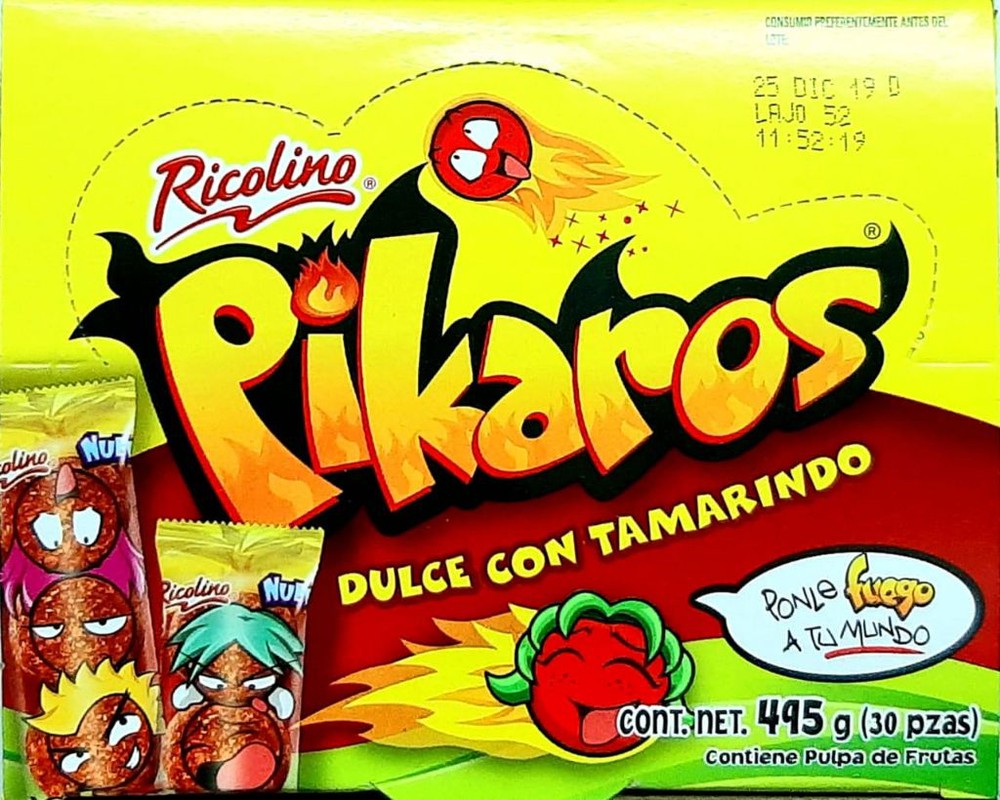 CONSUMO PREFERENTEMENTE ANTES DEL
LOTE
25 DIC 19 D
LAJO 52
11:52:19
Ricolino®
Pikaros®
DULCE CON TAMARINDO
PONLE fuego
A TU MUNDO
Ricolino
CONT. NET. 495 g (30 pzas)
Contiene Pulpa de Frutas